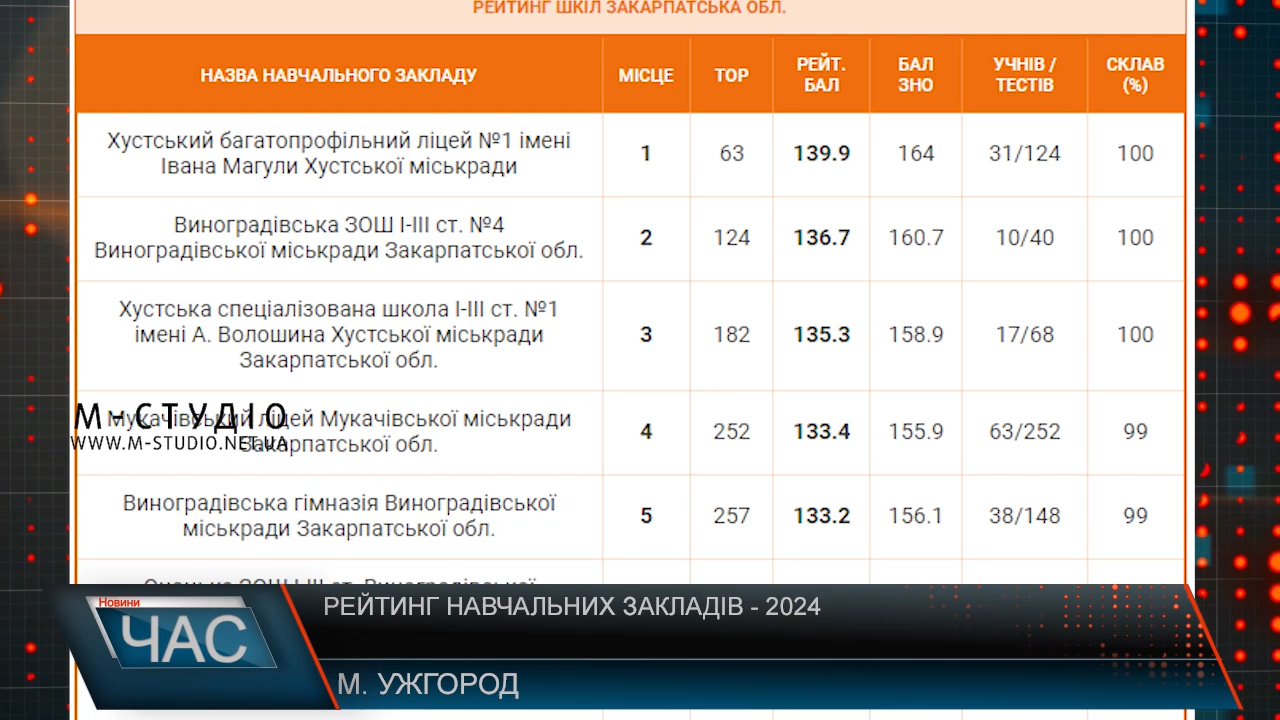 РЕЙТИНГ ШКІЛ ЗАКАРПАТСЬКА ОБЛ.
НАЗВА НАВЧАЛЬНОГО ЗАКЛАДУ МІСЦЕ TOP РЕЙТ. БАЛ БАЛ ЗНО УЧНІВ / ТЕСТІВ СКЛАВ (%)
Хустський багатопрофільний ліцей №1 імені
Івана Магули Хустської міськради
1 63 139.9 164 31/124 100
Виноградівська ЗОШ І-ІІІ ст. №4
Виноградівської міськради Закарпатської обл.
2 124 136.7 160.7 10/40 100
Хустська спеціалізована школа І-ІІІ ст. №1
імені А. Волошина Хустської міськради
Закарпатської обл.
3 182 135.3 158.9 17/68 100
Мукачівський ліцей Мукачівської міськради
Закарпатської обл.
4 252 133.4 155.9 63/252 99
М-СТУДІО
WWW.M-STUDIO.NET.UA
Виноградівська гімназія Виноградівської
міськради Закарпатської обл.
5 257 133.2 156.1 38/148 99
Новини
ЧАС
РЕЙТИНГ НАВЧАЛЬНИХ ЗАКЛАДІВ - 2024
М. УЖГОРОД